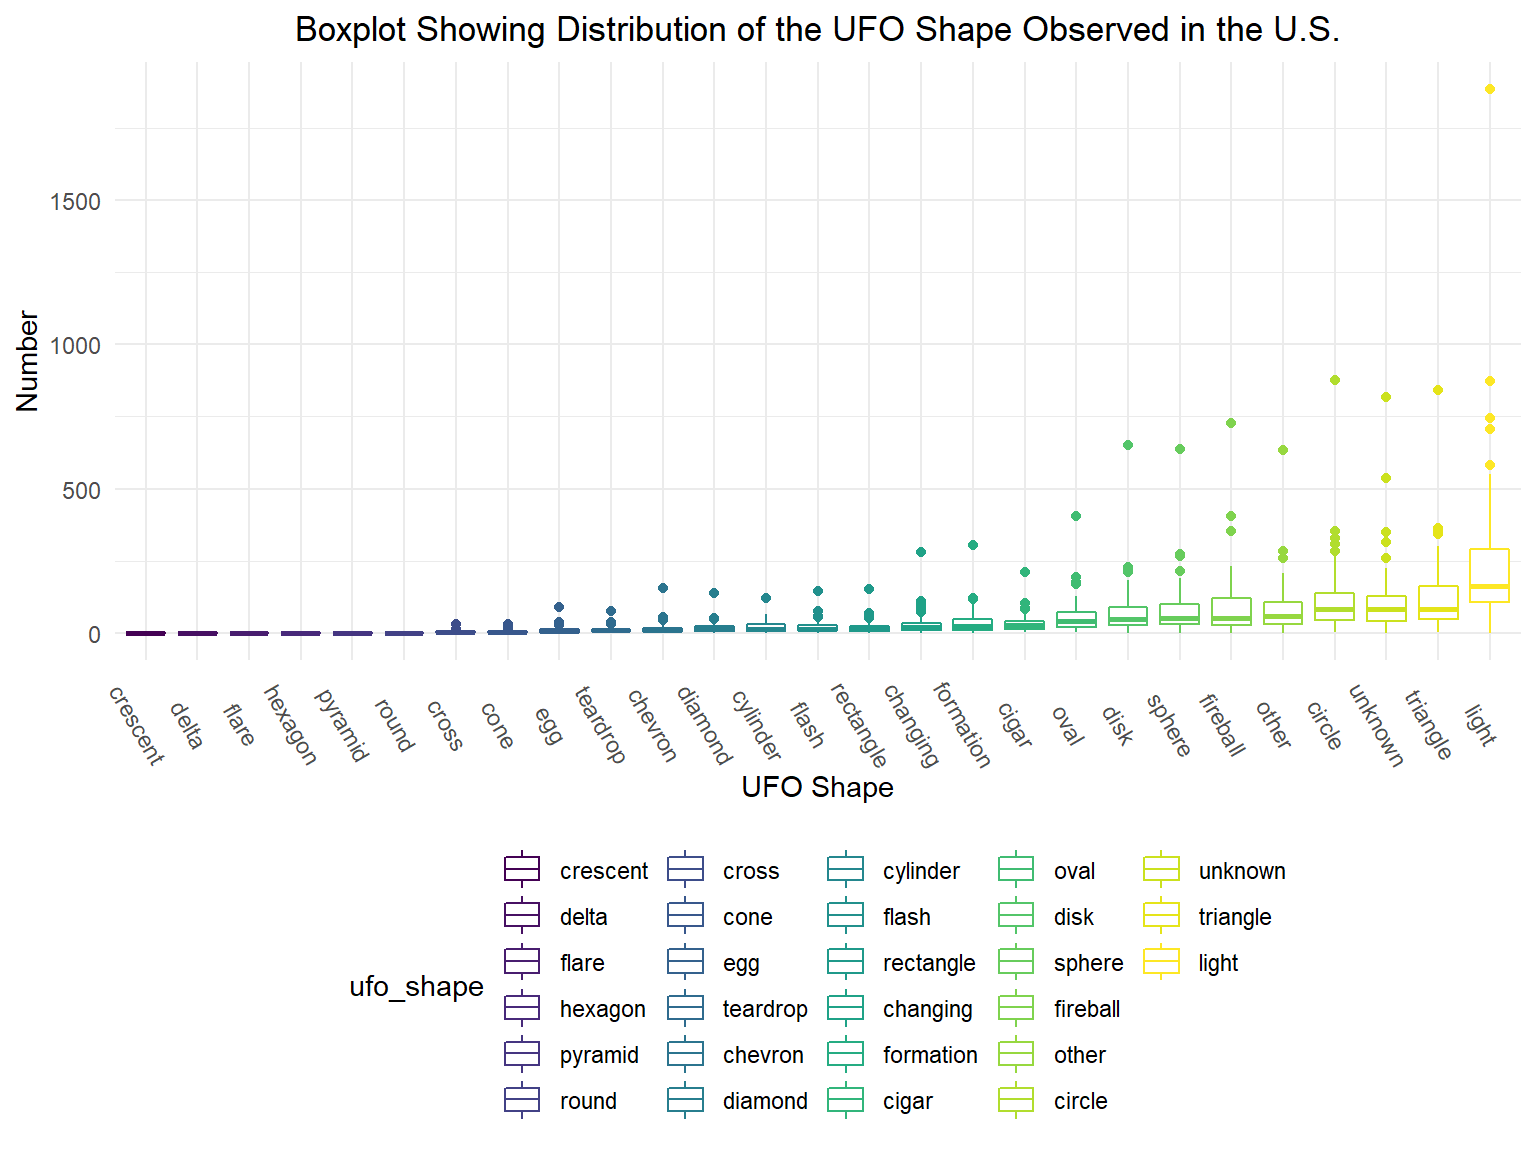 Boxplot Showing Distribution of the UFO Shape Observed in the U.S.
Number
1500
1000
500
0
crescent
delta
flare
hexagon
pyramid
round
cross
cone
egg
teardrop
chevron
diamond
cylinder
flash
rectangle
changing
formation
cigar
oval
disk
sphere
fireball
other
circle
unknown
triangle
light
UFO Shape
ufo_shape
crescent
delta
flare
hexagon
pyramid
round
cross
cone
egg
teardrop
chevron
diamond
cylinder
flash
rectangle
changing
formation
cigar
oval
disk
sphere
fireball
other
circle
unknown
triangle
light